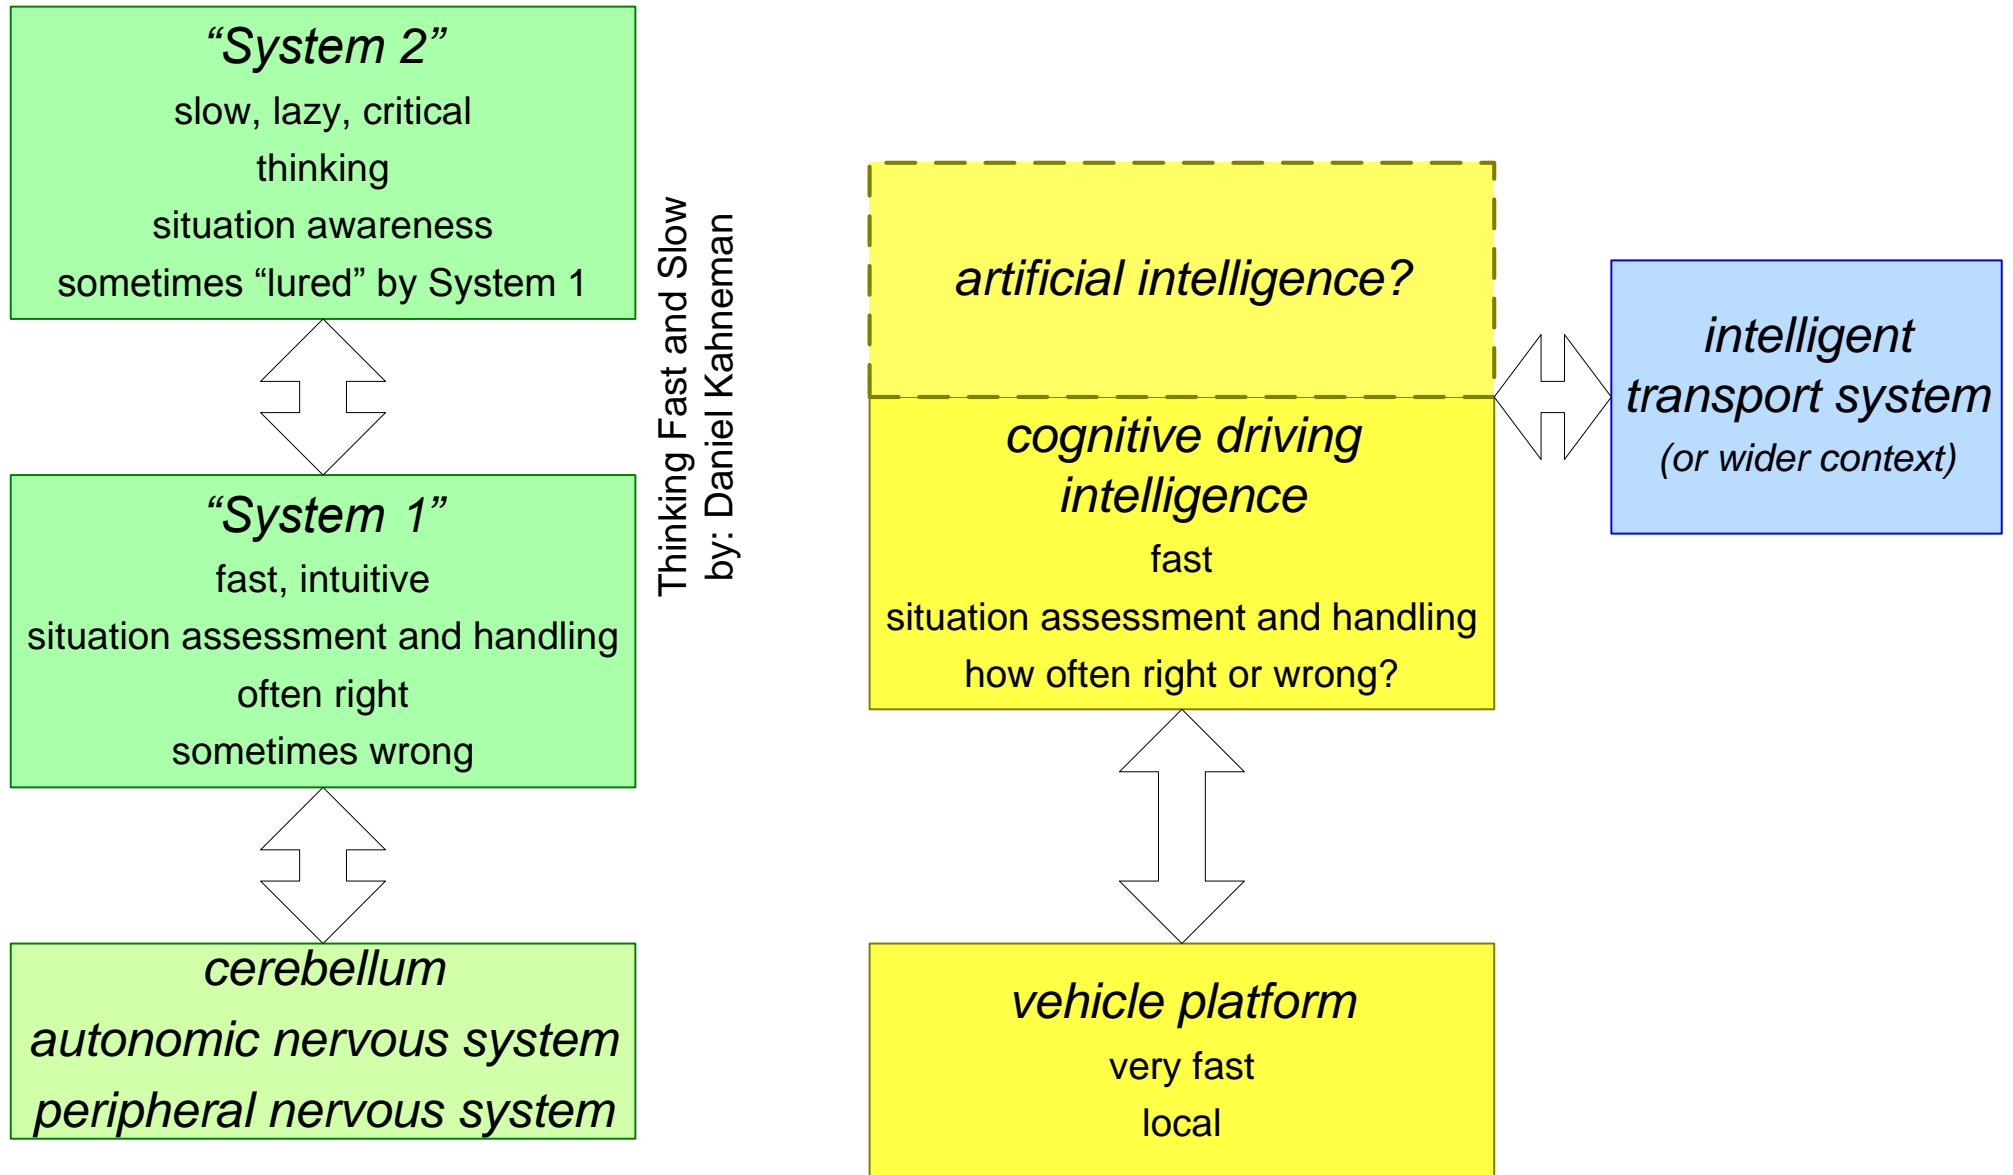 “System 2”
slow, lazy, critical
thinking
situation awareness
sometimes “lured” by System 1
“System 1”
fast, intuitive
situation assessment and handling
often right
sometimes wrong
cerebellum
autonomic nervous system
peripheral nervous system
Thinking Fast and Slow
by: Daniel Kahneman
artificial intelligence?
cognitive driving
intelligence
fast
situation assessment and handling
how often right or wrong?
vehicle platform
very fast
local
intelligent
transport system
(or wider context)